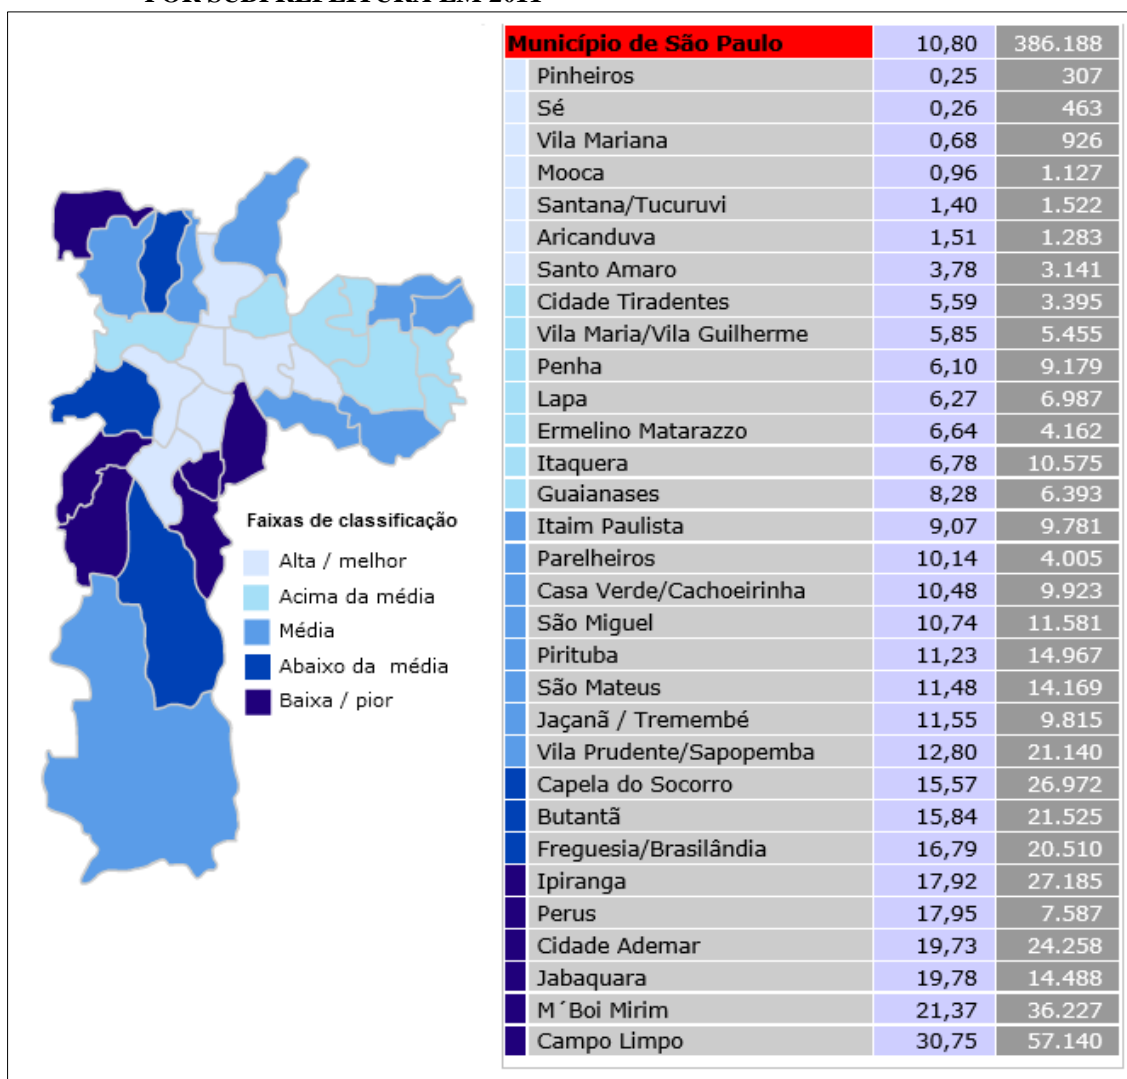 POR SUBPREFEITURA EM 2011
Município de São Paulo 10,80 386.188
Pinheiros 0,25 307
Sé 0,26 463
Vila Mariana 0,68 926
Mooca 0,96 1.127
Santana/Tucuruvi 1,40 1.522
Aricanduva 1,51 1.283
Santo Amaro 3,78 3.141
Cidade Tiradentes 5,59 3.395
Vila Maria/Vila Guilherme 5,85 5.455
Penha 6,10 9.179
Lapa 6,27 6.987
Ermelino Matarazzo 6,64 4.162
Itaquera 6,78 10.575
Guaianases 8,28 6.393
Itaim Paulista 9,07 9.781
Parelheiros 10,14 4.005
Casa Verde/Cachoeirinha 10,48 9.923
São Miguel 10,74 11.581
Pirituba 11,23 14.967
São Mateus 11,48 14.169
Jaçanã / Tremembé 11,55 9.815
Vila Prudente/Sapopemba 12,80 21.140
Capela do Socorro 15,57 26.972
Butantã 15,84 21.525
Freguesia/Brasilândia 16,79 20.510
Ipiranga 17,92 27.185
Perus 17,95 7.587
Cidade Ademar 19,73 24.258
Jabaquara 19,78 14.488
M´Boi Mirim 21,37 36.227
Campo Limpo 30,75 57.140
Faixas de classificação
Alta / melhor
Acima da média
Média
Abaixo da média
Baixa / pior